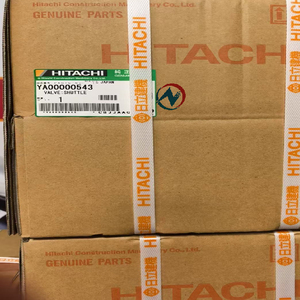 Hitachi Construction Machinery Co., Ltd.
GENUINE PARTS
HITACHI
HITACHI
JAPAN
YA00000543
VALVE;SHUTTLE
1
HITACHI
日立建機
HITACHI
日立建機
Hitachi Construction Machinery Co., Ltd.
GENUINE PARTS
HITACHI